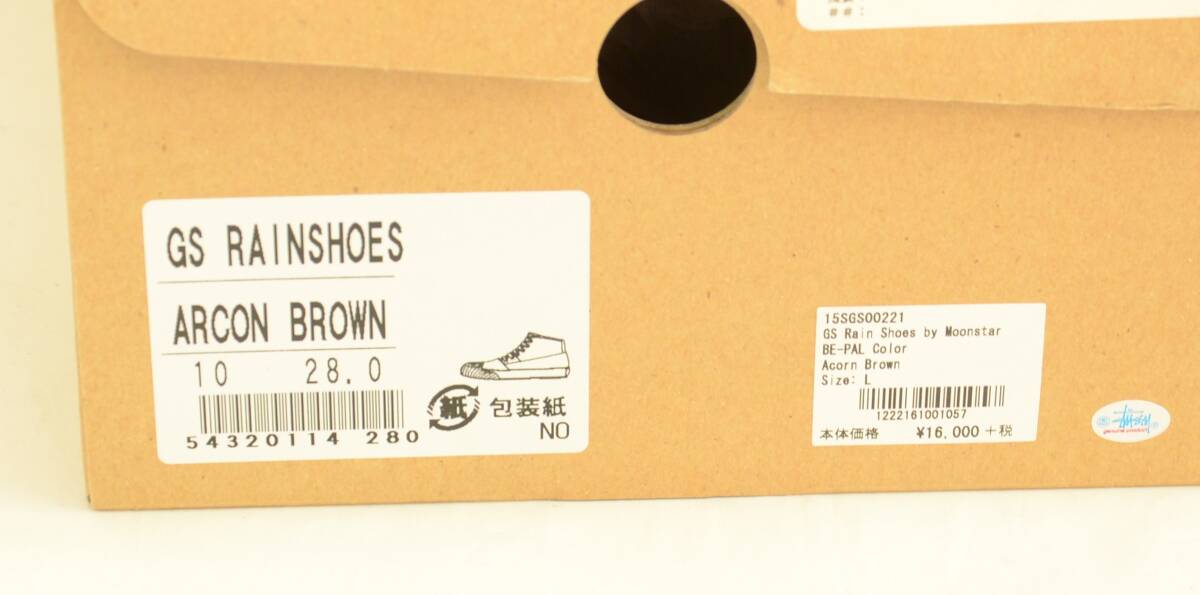 GS RAINSHOES
ARCON BROWN
10 28.0
54320114 280
紙 包装紙
NO
15SGS00221
GS Rain Shoes by Moonstar
BE-PAL Color
Acorn Brown
Size: L
1222161001057
本体価格 ¥16,000 +税